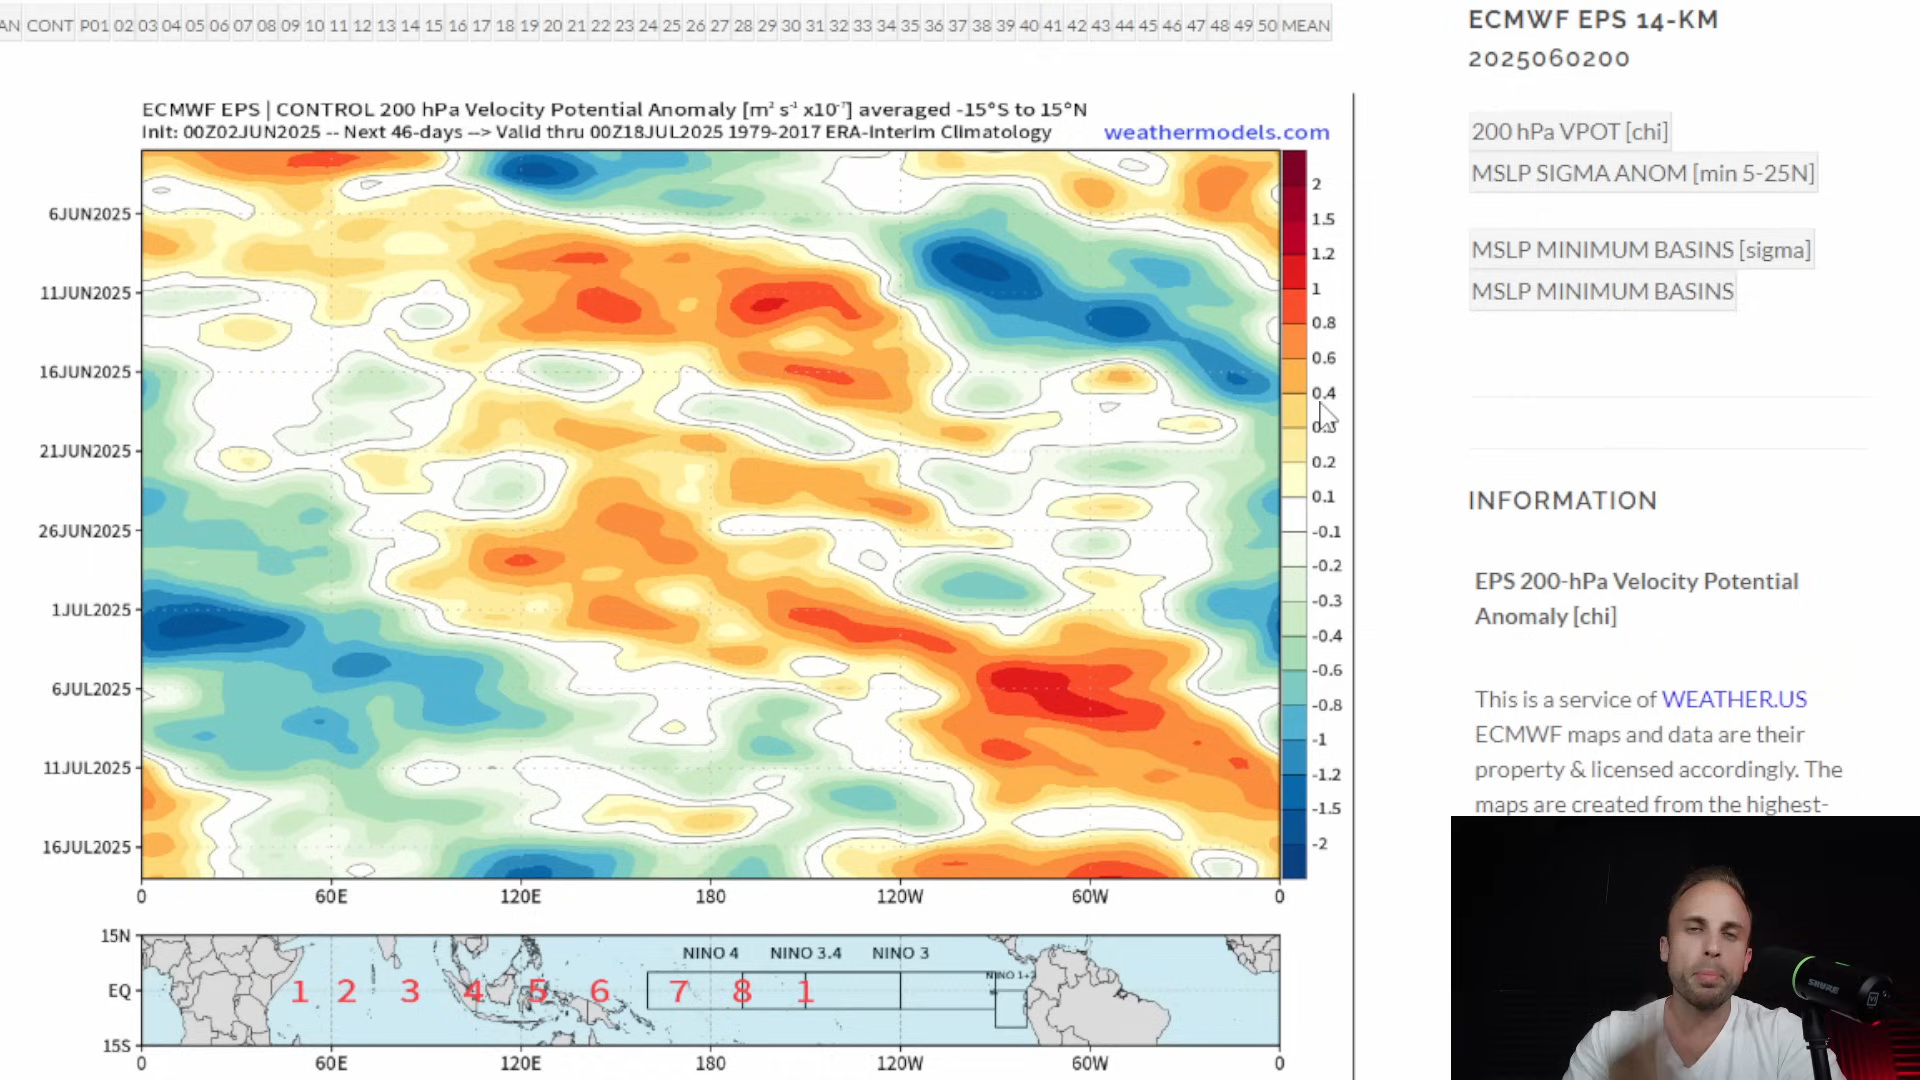 AN CONT P01 02 03 04 05 06 07 08 09 10 11 12 13 14 15 16 17 18 19 20 21 22 23 24 25 26 27 28 29 30 31 32 33 34 35 36 37 38 39 40 41 42 43 44 45 46 47 48 49 50 MEAN
ECMWF EPS | CONTROL 200 hPa Velocity Potential Anomaly [m² s⁻¹ x10⁻⁷] averaged -15°S to 15°N
Init: 00Z02JUN2025 -- Next 46-days --> Valid thru 00Z18JUL2025 1979-2017 ERA-Interim Climatology
weathermodels.com
6JUN2025
11JUN2025
16JUN2025
21JUN2025
26JUN2025
1JUL2025
6JUL2025
11JUL2025
16JUL2025
0 60E 120E 180 120W 60W 0
2
1.5
1.2
1
0.8
0.6
0.4
0.2
0.1
-0.1
-0.2
-0.3
-0.4
-0.6
-0.8
-1
-1.2
-1.5
-2
15N
EQ
15S
NINO 4 NINO 3.4 NINO 3
NINO 1+2
1 2 3 4 5 6 7 8 1
0 60E 120E 180 120W 60W 0
ECMWF EPS 14-KM
2025060200
200 hPa VPOT [chi]
MSLP SIGMA ANOM [min 5-25N]
MSLP MINIMUM BASINS [sigma]
MSLP MINIMUM BASINS
INFORMATION
EPS 200-hPa Velocity Potential
Anomaly [chi]
This is a service of WEATHER.US
ECMWF maps and data are their
property & licensed accordingly. The
maps are created from the highest-
SHURE